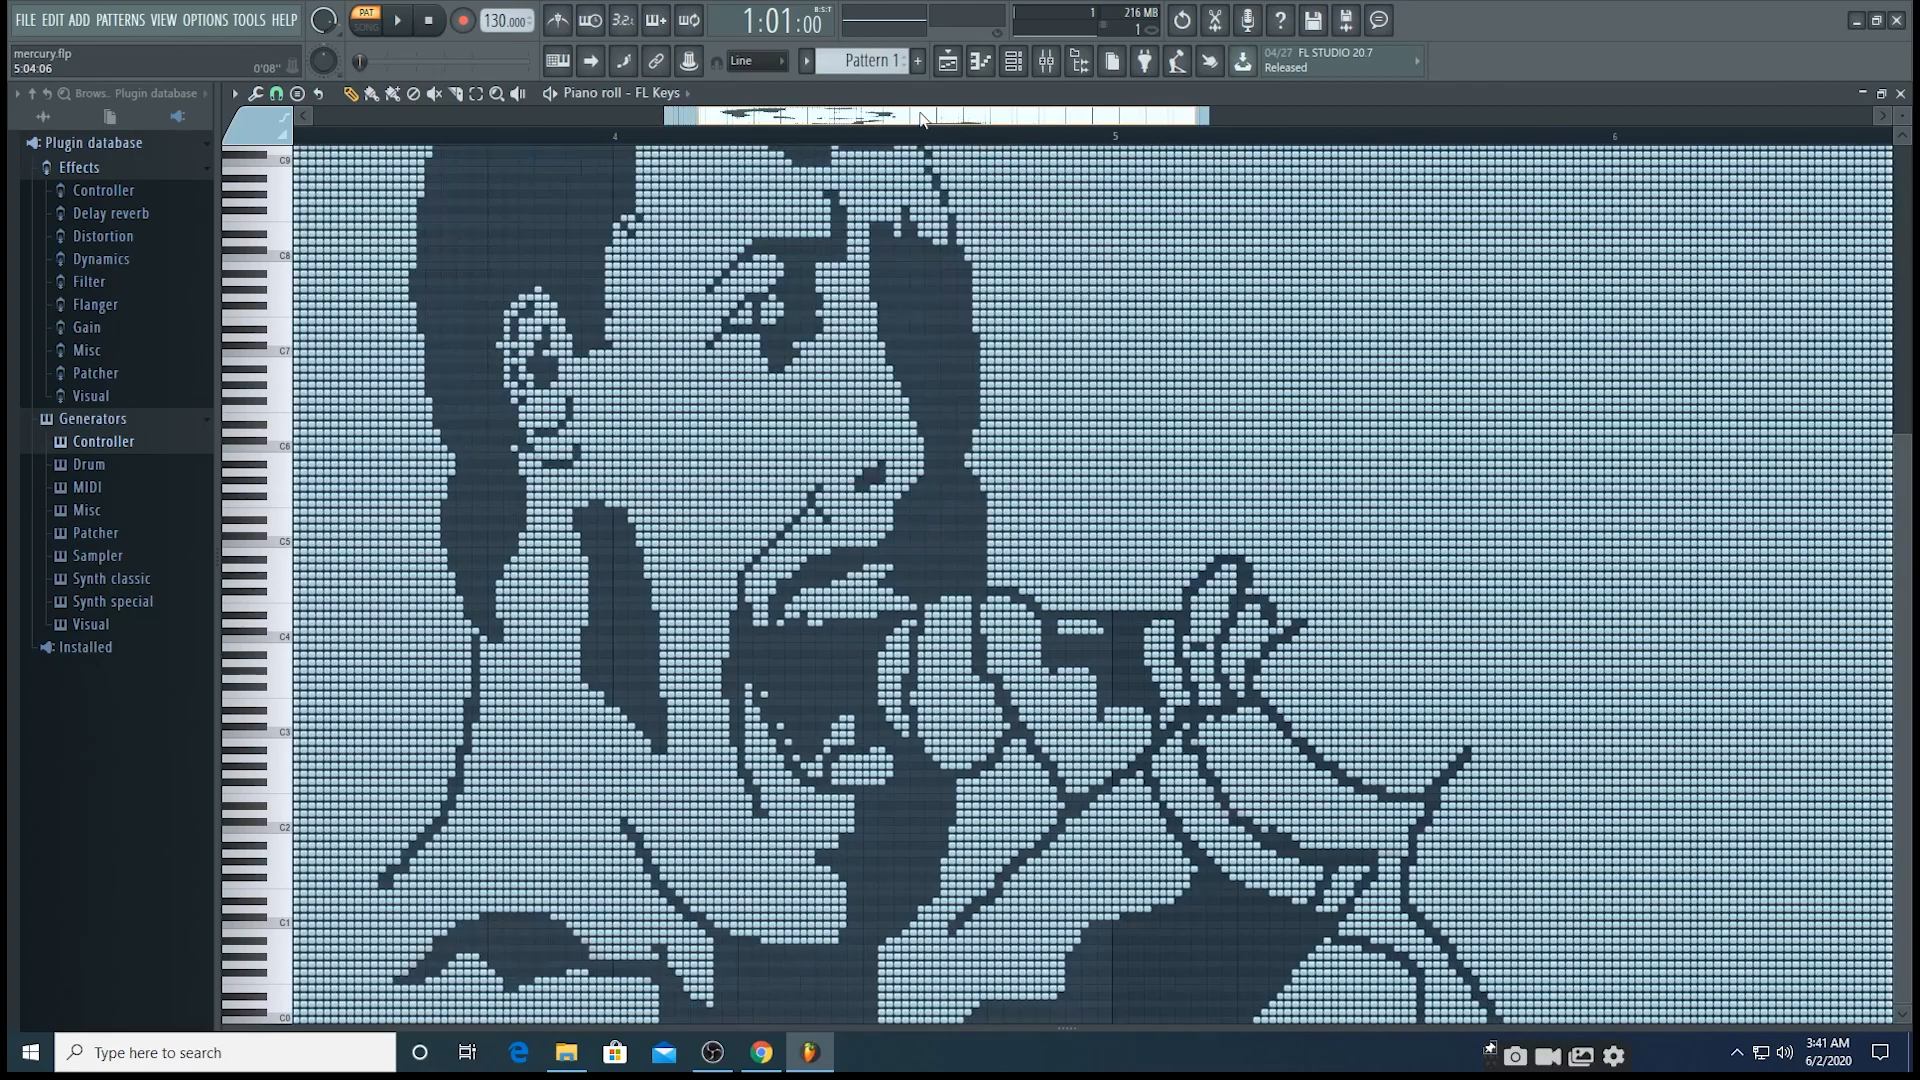 FILE EDIT ADD PATTERNS VIEW OPTIONS TOOLS HELP
PAT
SONG
130.000
3.2.
1:01:00
B:S:T
1
216 MB
1
mercury.flp
5:04:06
0'08"
Line
Pattern 1
04/27 FL STUDIO 20.7
Released
Brows.. Plugin database
Piano roll - FL Keys
4
5
6
Plugin database
Effects
Controller
Delay reverb
Distortion
Dynamics
Filter
Flanger
Gain
Misc
Patcher
Visual
Generators
Controller
Drum
MIDI
Misc
Patcher
Sampler
Synth classic
Synth special
Visual
Installed
C9
C8
C7
C6
C5
C4
C3
C2
C1
C0
Type here to search
3:41 AM
6/2/2020